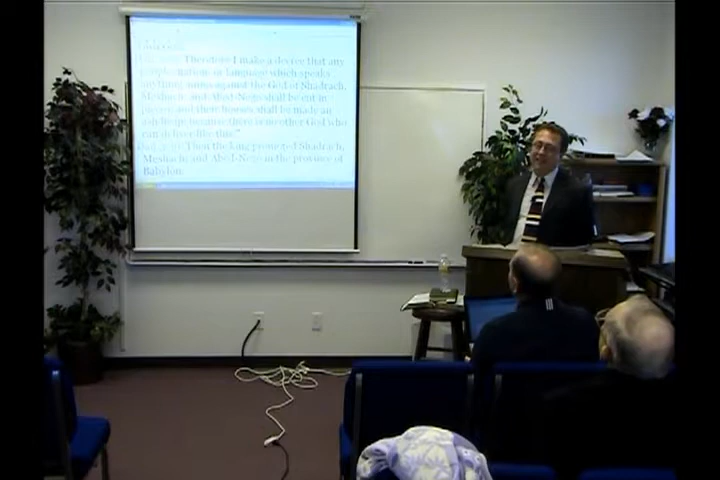 Therefore I make a decree that any
people, nation, or language which speaks
anything amiss against the God of Shadrach,
Meshach, and Abed-Nego shall be cut in
pieces, and their houses shall be made an
ash heap; because there is no other God who
can deliver like this."
Then the king promoted Shadrach,
Meshach, and Abed-Nego in the province of
Babylon.